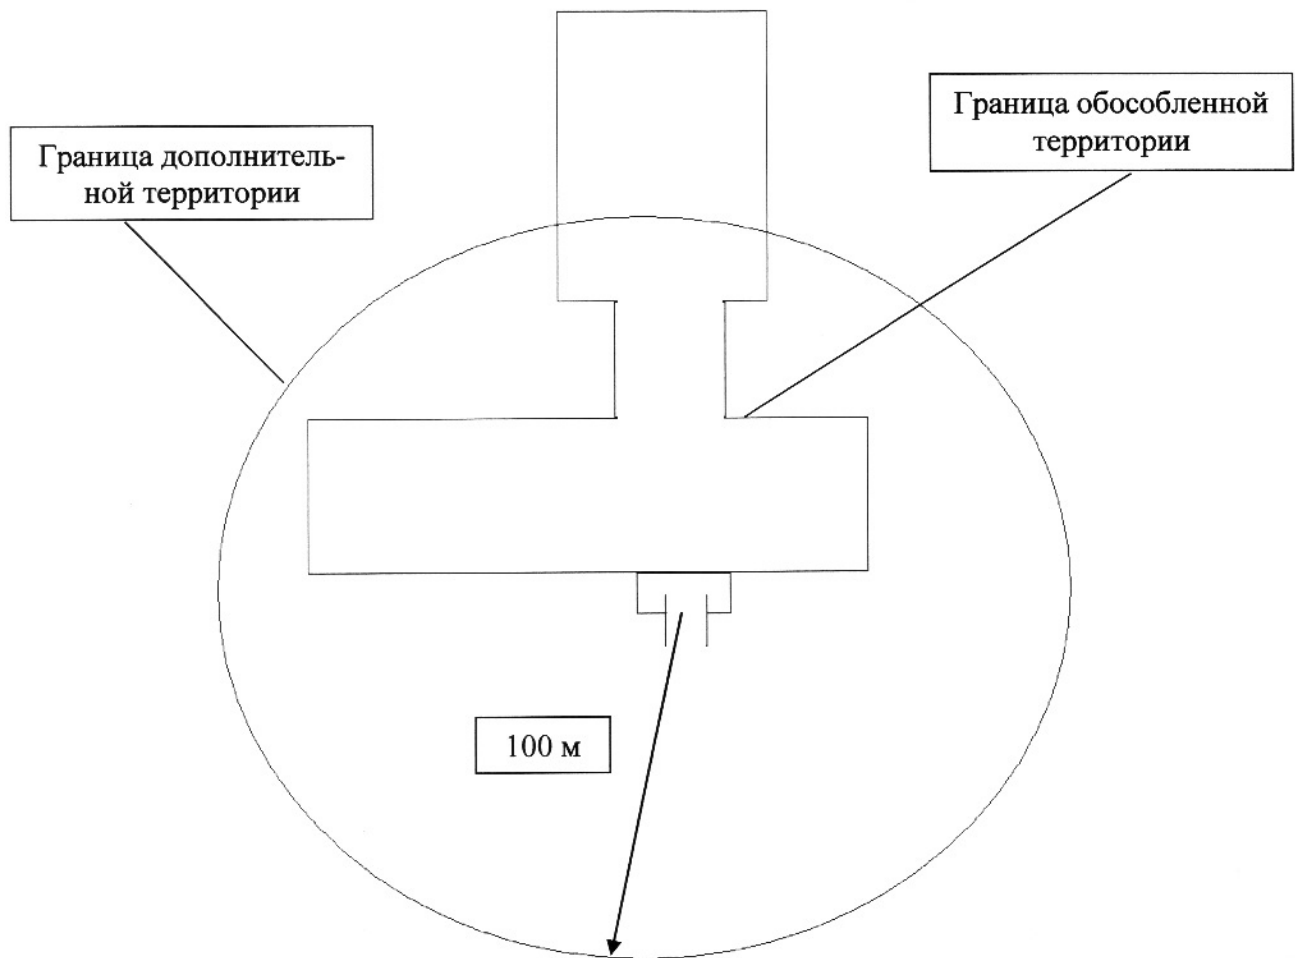 Граница обособленной
территории
Граница дополнитель-
ной территории
100 м